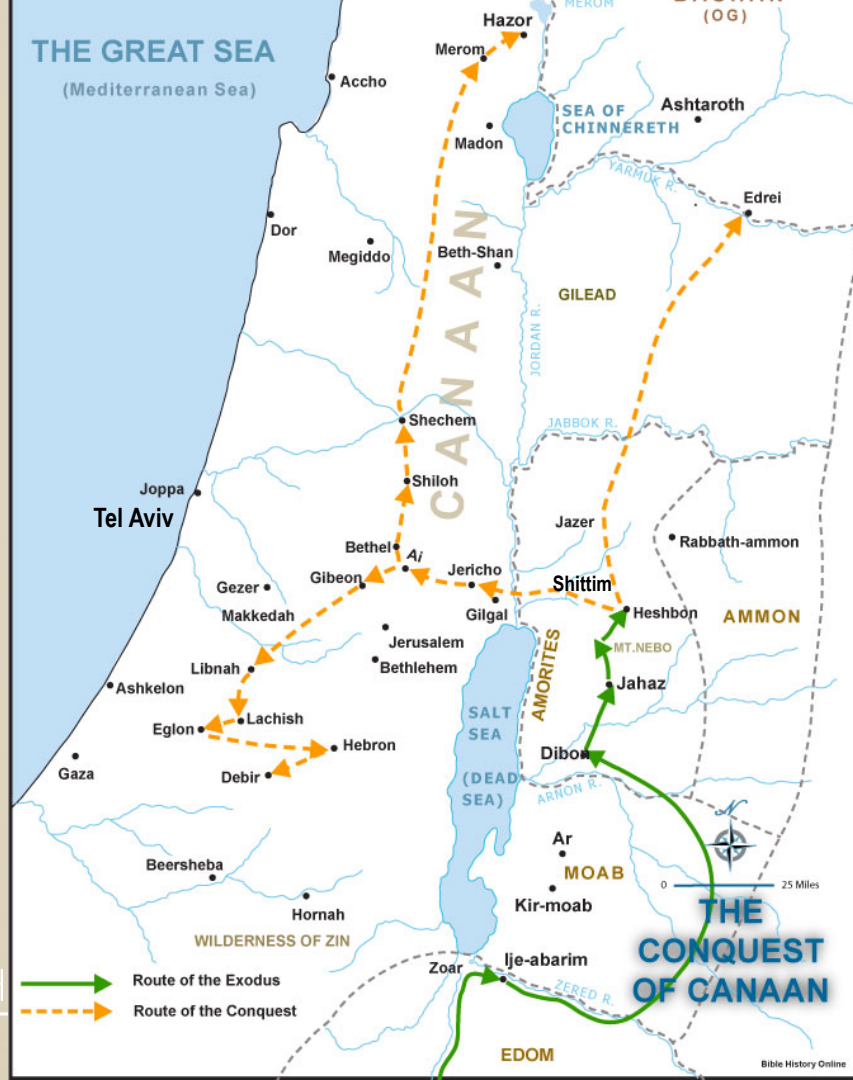 MEROM
(OG)
Hazor
Merom
THE GREAT SEA
(Mediterranean Sea)
Accho
SEA OF
CHINNERETH
Ashtaroth
Madon
YARMUK R.
Edrei
Dor
Megiddo
Beth-Shan
CANAAN
GILEAD
JORDAN R.
Shechem
JABBOK R.
Shiloh
Joppa
Tel Aviv
Jazer
Rabbath-ammon
Bethel
Ai
Gibeon
Jericho
Shittim
Gezer
Gilgal
Heshbon
Makkedah
AMMON
Jerusalem
MT.NEBO
Bethlehem
AMORITES
Libnah
Jahaz
Ashkelon
SALT
SEA
Lachish
Eglon
Hebron
Dibon
Gaza
Debir
(DEAD
SEA)
ARNON R.
N
Ar
Beersheba
MOAB
0
25 Miles
Kir-moab
Hornah
THE
CONQUEST
OF CANAAN
WILDERNESS OF ZIN
Ije-abarim
Zoar
Route of the Exodus
ZERED R.
Route of the Conquest
EDOM
Bible History Online